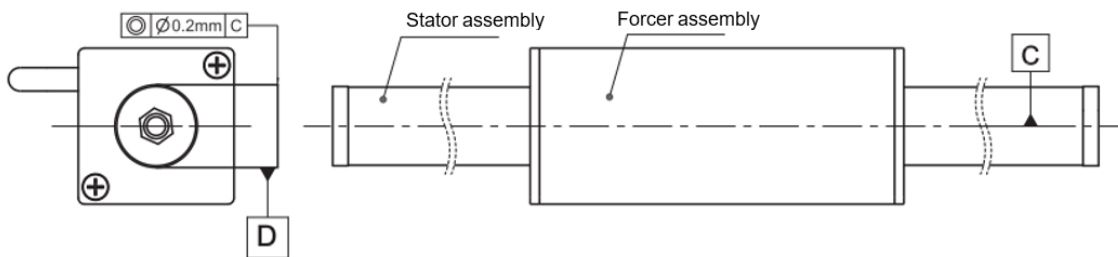 ◎ Ø0.2mm C
Stator assembly
Forcer assembly
C
D